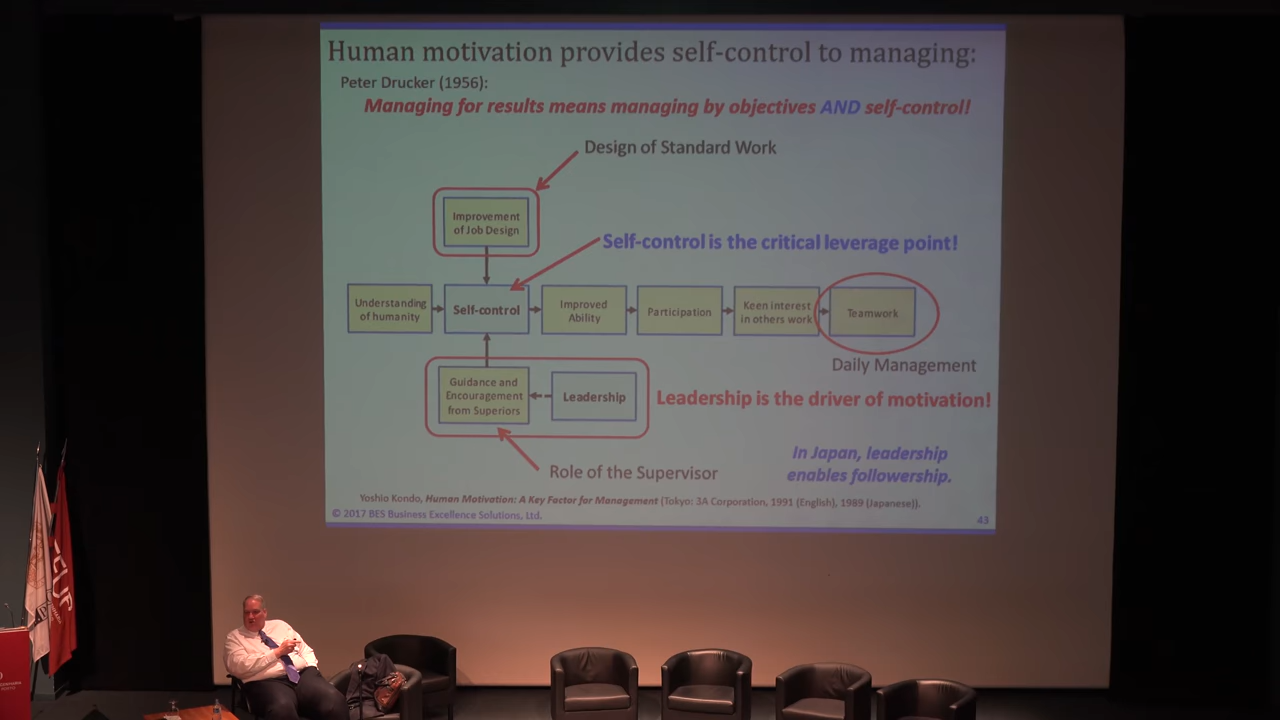 Human motivation provides self-control to managing:
Peter Drucker (1956):
Managing for results means managing by objectives AND self-control!
Design of Standard Work
Improvement
of Job Design
Self-control is the critical leverage point!
Understanding
of humanity
Self-control
Improved
Ability
Participation
Keen interest
in others work
Teamwork
Daily Management
Guidance and
Encouragement
from Superiors
Leadership
Leadership is the driver of motivation!
In Japan, leadership
enables followership.
Role of the Supervisor
Yoshio Kondo, Human Motivation: A Key Factor for Management (Tokyo: 3A Corporation, 1991 (English), 1989 (Japanese)).
© 2017 BES Business Excellence Solutions, Ltd.
43